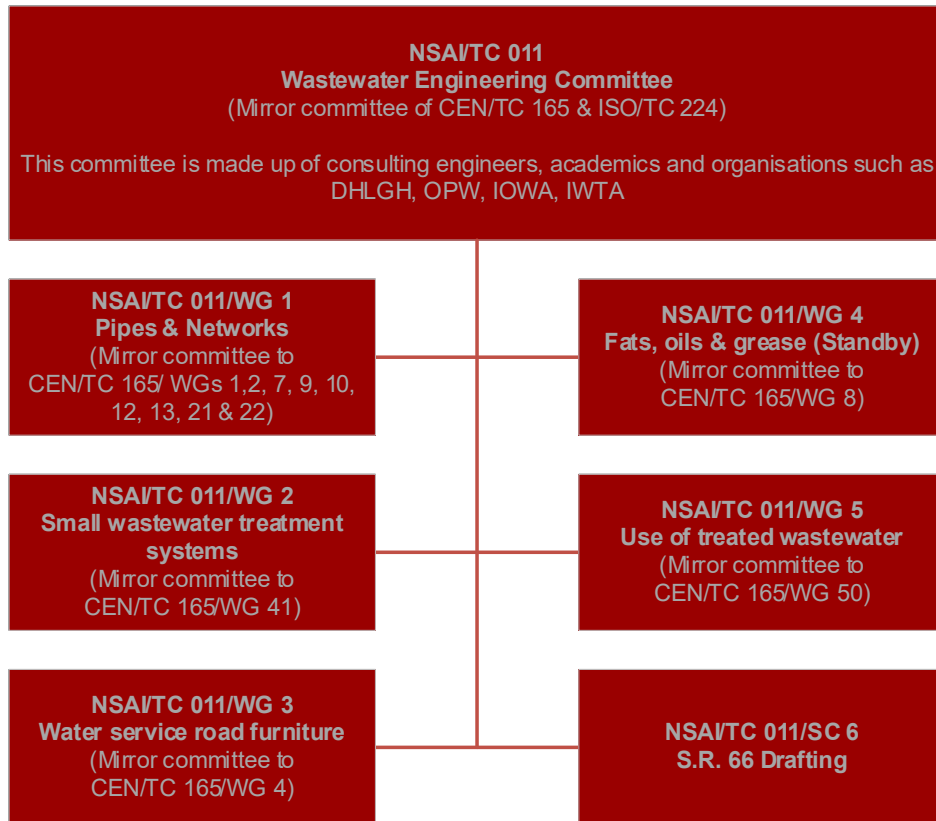 NSAI/TC 011
Wastewater Engineering Committee
(Mirror committee of CEN/TC 165 & ISO/TC 224)
This committee is made up of consulting engineers, academics and organisations such as
DHLGH, OPW, IOWA, IWTA
NSAI/TC 011/WG 1
Pipes & Networks
(Mirror committee to
CEN/TC 165/ WGs 1,2, 7, 9, 10,
12, 13, 21 & 22)
NSAI/TC 011/WG 4
Fats, oils & grease (Standby)
(Mirror committee to
CEN/TC 165/WG 8)
NSAI/TC 011/WG 2
Small wastewater treatment
systems
(Mirror committee to
CEN/TC 165/WG 41)
NSAI/TC 011/WG 5
Use of treated wastewater
(Mirror committee to
CEN/TC 165/WG 50)
NSAI/TC 011/WG 3
Water service road furniture
(Mirror committee to
CEN/TC 165/WG 4)
NSAI/TC 011/SC 6
S.R. 66 Drafting